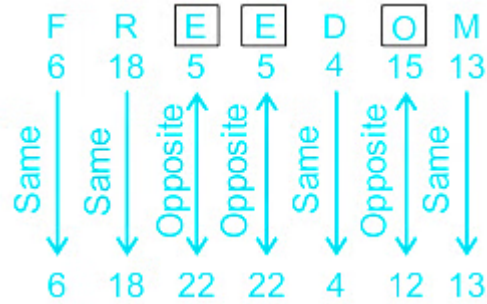 F R E E D O M
6 18 5 5 4 15 13
Same Same Opposite Opposite Same Opposite Same
6 18 22 22 4 12 13